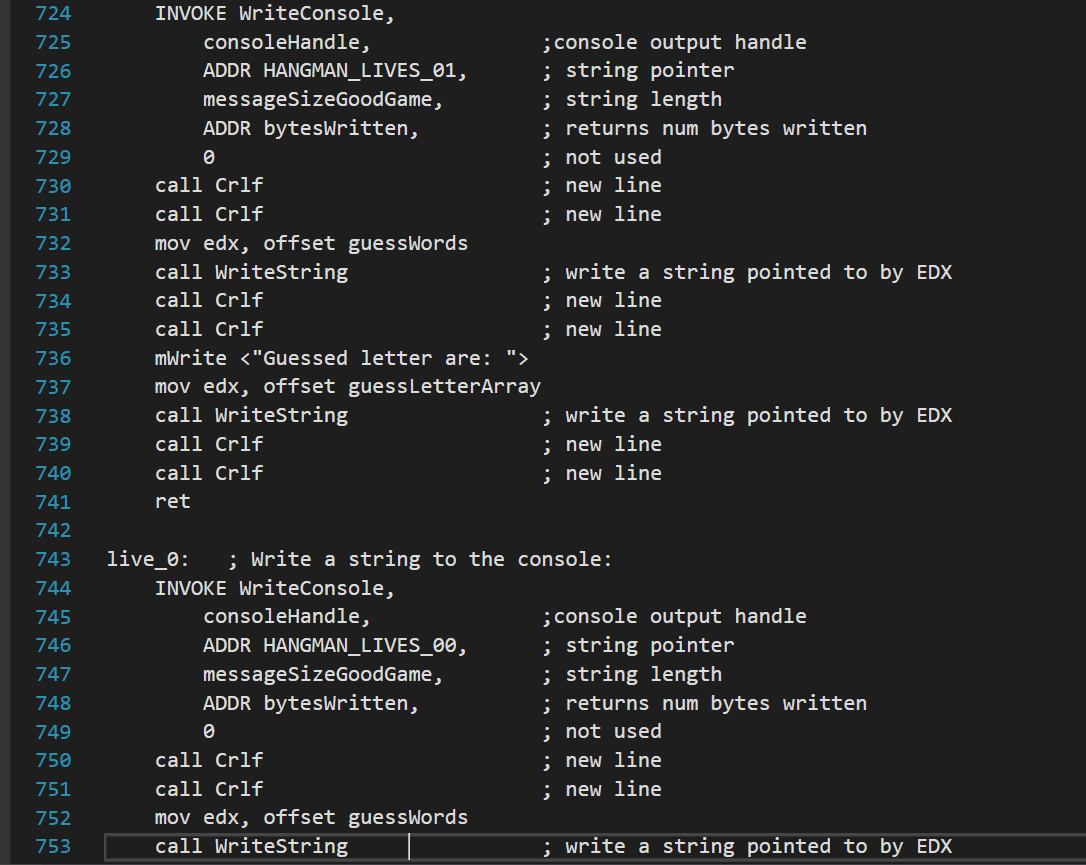 724 INVOKE WriteConsole,
725 consoleHandle, ;console output handle
726 ADDR HANGMAN_LIVES_01, ; string pointer
727 messageSizeGoodGame, ; string length
728 ADDR bytesWritten, ; returns num bytes written
729 0 ; not used
730 call Crlf ; new line
731 call Crlf ; new line
732 mov edx, offset guessWords
733 call WriteString ; write a string pointed to by EDX
734 call Crlf ; new line
735 call Crlf ; new line
736 mWrite <"Guessed letter are: ">
737 mov edx, offset guessLetterArray
738 call WriteString ; write a string pointed to by EDX
739 call Crlf ; new line
740 call Crlf ; new line
741 ret
742
743 live_0: ; Write a string to the console:
744 INVOKE WriteConsole,
745 consoleHandle, ;console output handle
746 ADDR HANGMAN_LIVES_00, ; string pointer
747 messageSizeGoodGame, ; string length
748 ADDR bytesWritten, ; returns num bytes written
749 0 ; not used
750 call Crlf ; new line
751 call Crlf ; new line
752 mov edx, offset guessWords
753 call WriteString ; write a string pointed to by EDX